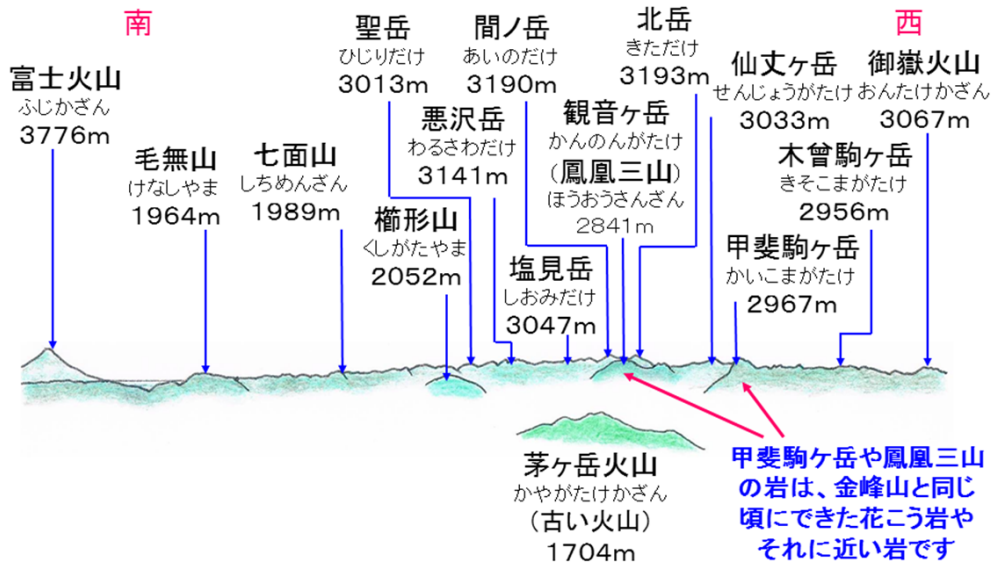 南
西
富士火山
ふじかざん
3776m
毛無山
けなしやま
1964m
七面山
しちめんざん
1989m
聖岳
ひじりだけ
3013m
櫛形山
くしがたやま
2052m
悪沢岳
わるさわだけ
3141m
間ノ岳
あいのだけ
3190m
塩見岳
しおみだけ
3047m
観音ヶ岳
かんのんがたけ
(鳳凰三山)
ほうおうさんざん
2841m
北岳
きただけ
3193m
仙丈ヶ岳
せんじょうがたけ
3033m
甲斐駒ヶ岳
かいこまがたけ
2967m
木曾駒ヶ岳
きそこまがたけ
2956m
御嶽火山
おんたけかざん
3067m
茅ヶ岳火山
かやがたけかざん
(古い火山)
1704m
甲斐駒ケ岳や鳳凰三山
の岩は、金峰山と同じ
頃にできた花こう岩や
それに近い岩です